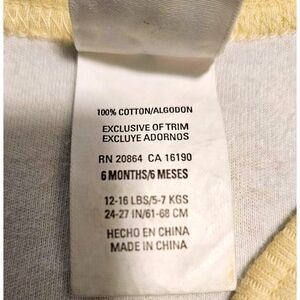 100% COTTON/ALGODON
EXCLUSIVE OF TRIM
EXCLUYE ADORNOS
RN 20864 CA 16190
6 MONTHS/6 MESES
12-16 LBS/5-7 KGS
24-27 IN/61-68 CM
HECHO EN CHINA
MADE IN CHINA